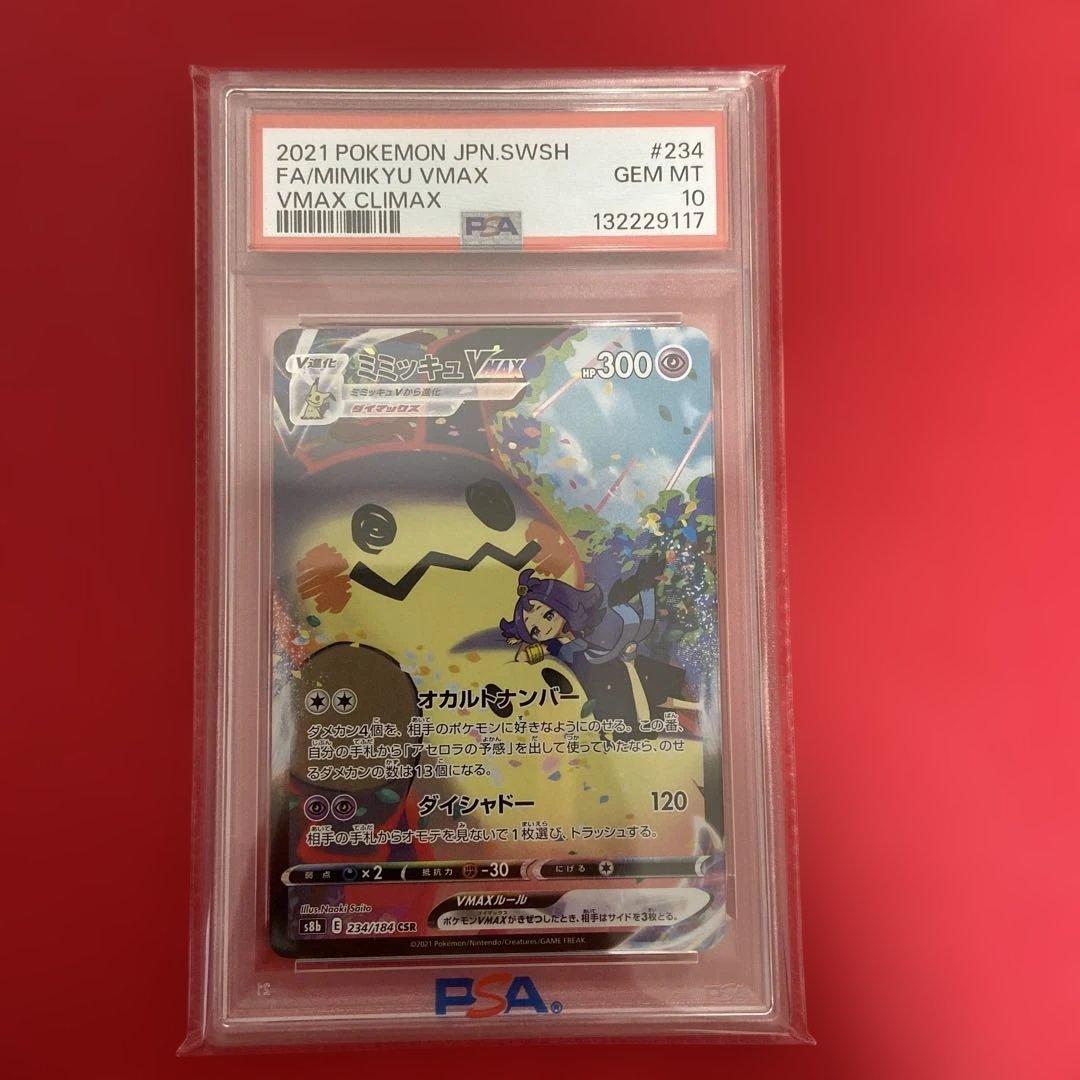 2021 POKEMON JPN.SWSH #234
FA/MIMIKYU VMAX GEM MT
VMAX CLIMAX 10
PSA 132229117
V進化 ミミッキュVMAX HP300
ミミッキュVから進化
ダイマックス
オカルトナンバー
ダメカン4個を、相手のポケモンに好きなようにのせる。この番、
自分の手札から「アセロラの予感」を出して使っていたなら、のせ
るダメカンの数は13個になる。
ダイシャドー 120
相手の手札からオモテを見ないで1枚選び、トラッシュする。
弱点 ×2 抵抗力 -30 にげる
VMAXルール
ポケモンVMAXがきぜつしたとき、相手はサイドを3枚とる。
Illus.Naoki Saito
s8b E 234/184 CSR
©2021 Pokémon/Nintendo/Creatures/GAME FREAK
PSA®